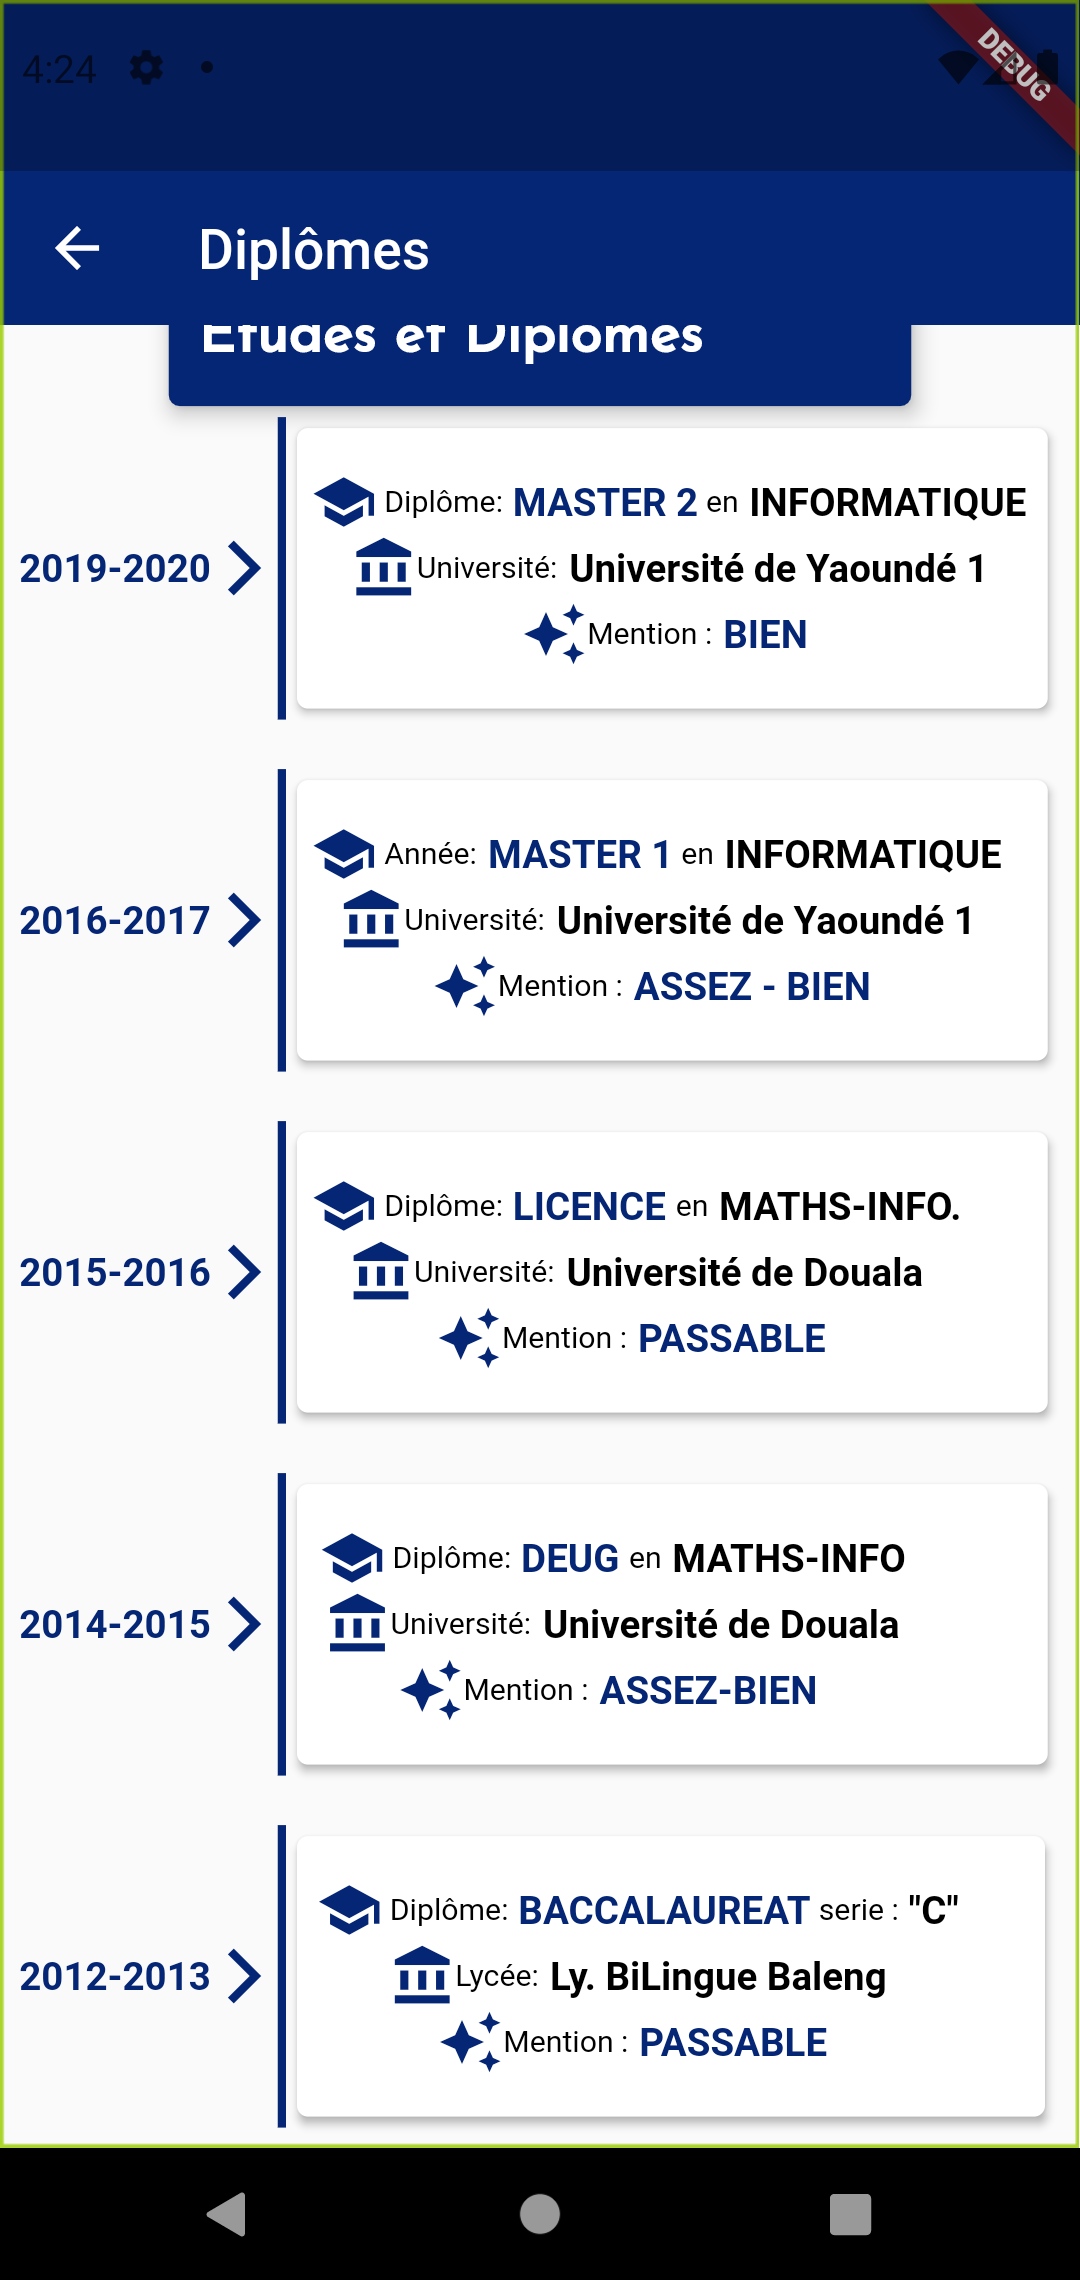 4:24
DEBUG
Diplômes
Etudes et Diplomes
2019-2020
Diplôme: MASTER 2 en INFORMATIQUE
Université: Université de Yaoundé 1
Mention : BIEN
2016-2017
Année: MASTER 1 en INFORMATIQUE
Université: Université de Yaoundé 1
Mention : ASSEZ - BIEN
2015-2016
Diplôme: LICENCE en MATHS-INFO.
Université: Université de Douala
Mention : PASSABLE
2014-2015
Diplôme: DEUG en MATHS-INFO
Université: Université de Douala
Mention : ASSEZ-BIEN
2012-2013
Diplôme: BACCALAUREAT serie : "C"
Lycée: Ly. BiLingue Baleng
Mention : PASSABLE